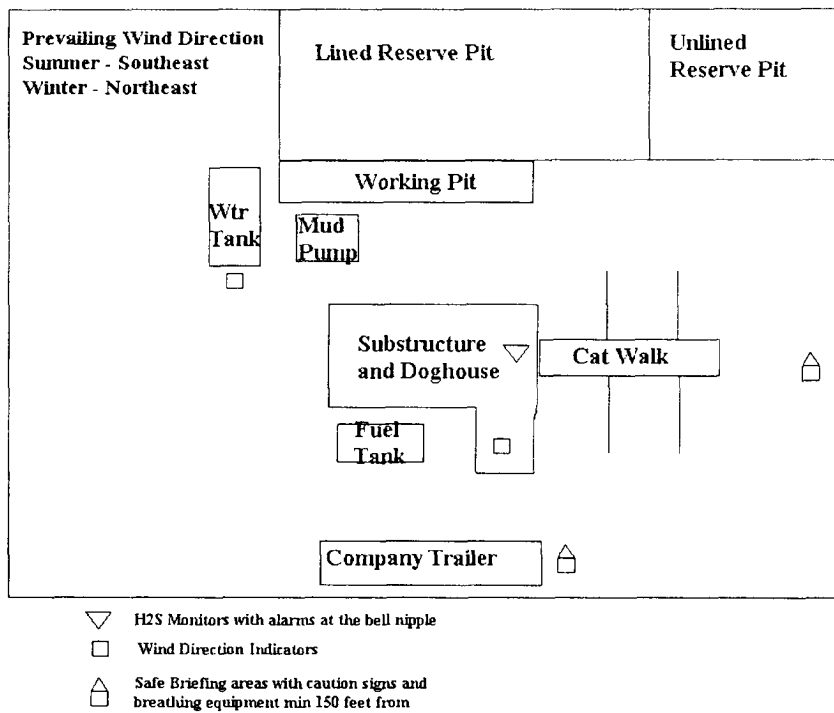 Prevailing Wind Direction
Summer - Southeast
Winter - Northeast
Lined Reserve Pit
Unlined
Reserve Pit
Working Pit
Wtr
Tank
Mud
Pump
Substructure
and Doghouse
Cat Walk
Fuel
Tank
Company Trailer
H2S Monitors with alarms at the bell nipple
Wind Direction Indicators
Safe Briefing areas with caution signs and
breathing equipment min 150 feet from